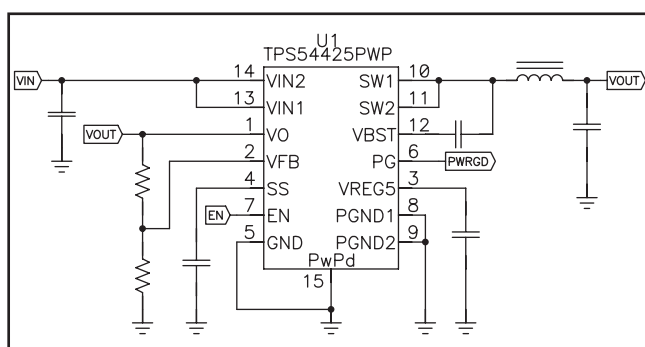 U1
TPS54425PWP
VIN
14 VIN2 SW1 10
13 VIN1 SW2 11
VOUT
1 VO VBST 12
VOUT
2 VFB PG 6 PWRGD
4 SS VREG5 3
EN 7 EN PGND1 8
5 GND PGND2 9
PwPd
15